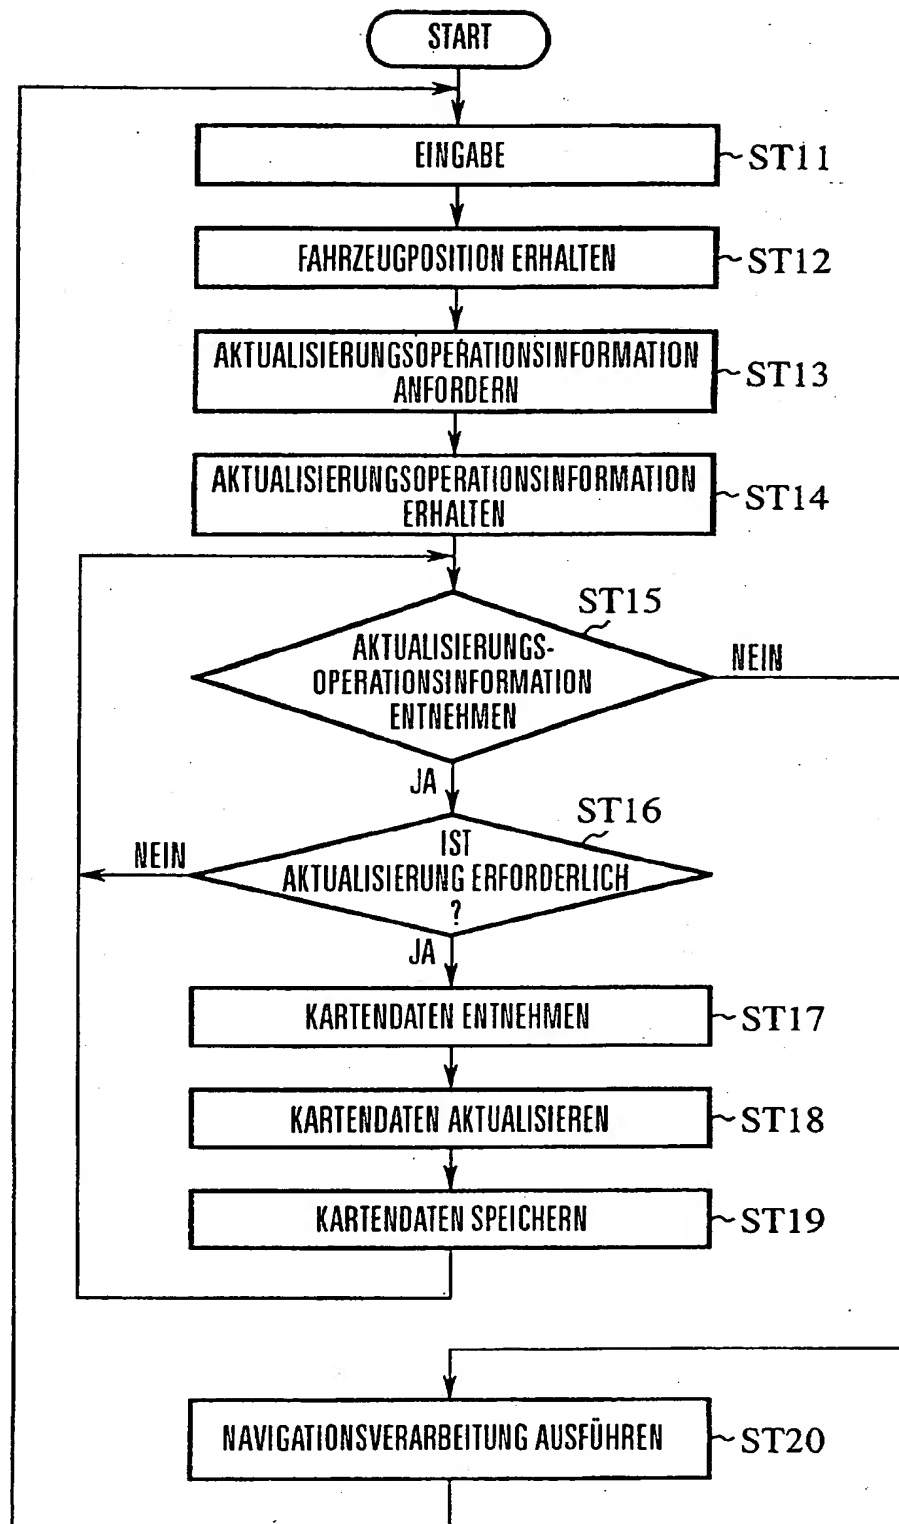 START
EINGABE
ST11
FAHRZEUGPOSITION ERHALTEN
ST12
AKTUALISIERUNGSOPERATIONSINFORMATION
ANFORDERN
ST13
AKTUALISIERUNGSOPERATIONSINFORMATION
ERHALTEN
ST14
ST15
AKTUALISIERUNGS-
OPERATIONSINFORMATION
ENTNEHMEN
NEIN
JA
ST16
IST
AKTUALISIERUNG ERFORDERLICH
?
NEIN
JA
KARTENDATEN ENTNEHMEN
ST17
KARTENDATEN AKTUALISIEREN
ST18
KARTENDATEN SPEICHERN
ST19
NAVIGATIONSVERARBEITUNG AUSFÜHREN
ST20